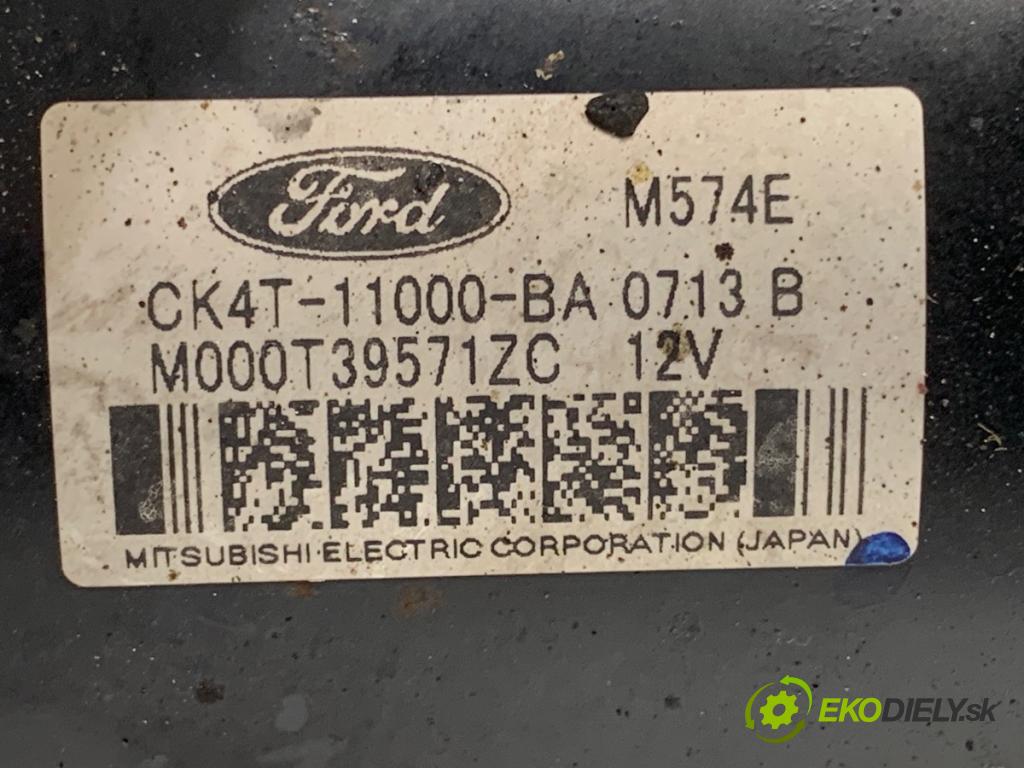 Ford M574E
CK4T-11000-BA 0713 B
M000T39571ZC 12V
MITSUBISHI ELECTRIC CORPORATION (JAPAN)
EKODIELY.sk